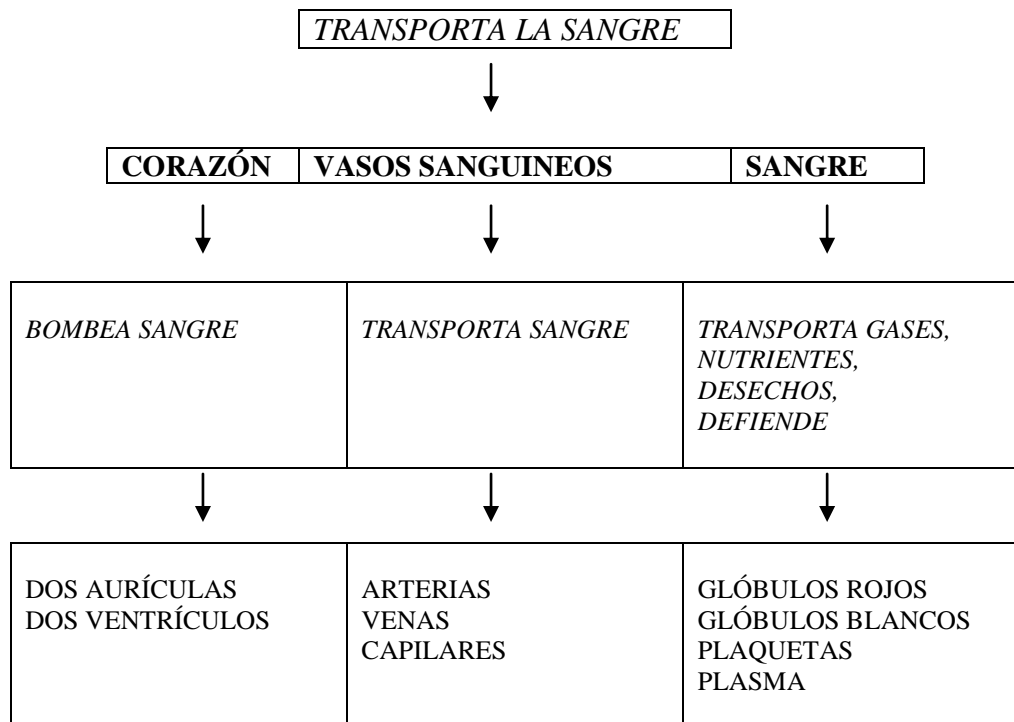 TRANSPORTA LA SANGRE
CORAZÓN VASOS SANGUINEOS SANGRE
BOMBEA SANGRE
TRANSPORTA SANGRE
TRANSPORTA GASES,
NUTRIENTES,
DESECHOS,
DEFIENDE
DOS AURÍCULAS
DOS VENTRÍCULOS
ARTERIAS
VENAS
CAPILARES
GLÓBULOS ROJOS
GLÓBULOS BLANCOS
PLAQUETAS
PLASMA